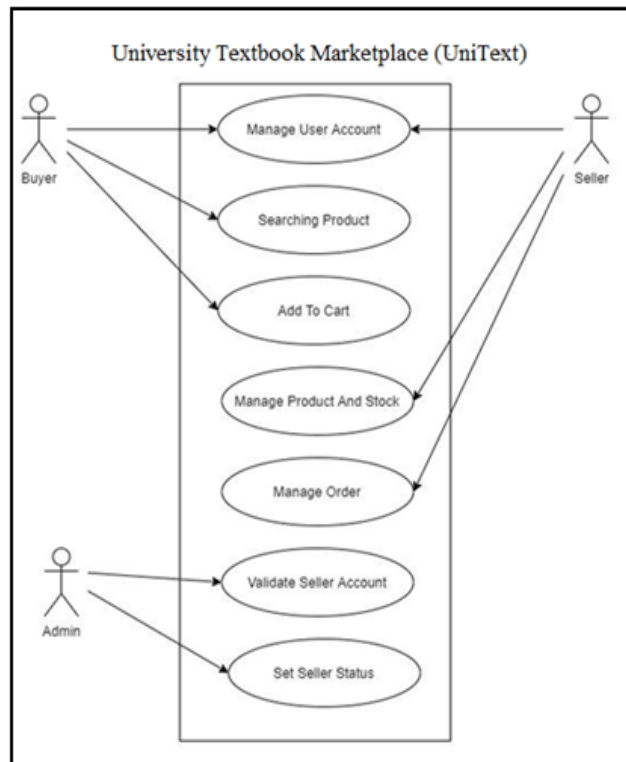 University Textbook Marketplace (UniText)
Manage User Account
Buyer
Seller
Searching Product
Add To Cart
Manage Product And Stock
Manage Order
Validate Seller Account
Admin
Set Seller Status